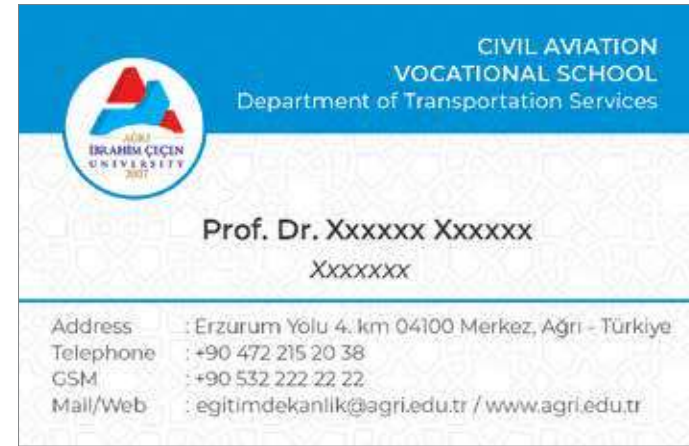 CIVIL AVIATION
VOCATIONAL SCHOOL
Department of Transportation Services
AĞRI
İBRAHİM ÇEÇEN
UNIVERSITY
2007
Prof. Dr. Xxxxxx Xxxxxx
Xxxxxxx
Address : Erzurum Yolu 4. km 04100 Merkez, Ağrı - Türkiye
Telephone : +90 472 215 20 38
GSM : +90 532 222 22 22
Mail/Web : egitimdekanlik@agri.edu.tr / www.agri.edu.tr